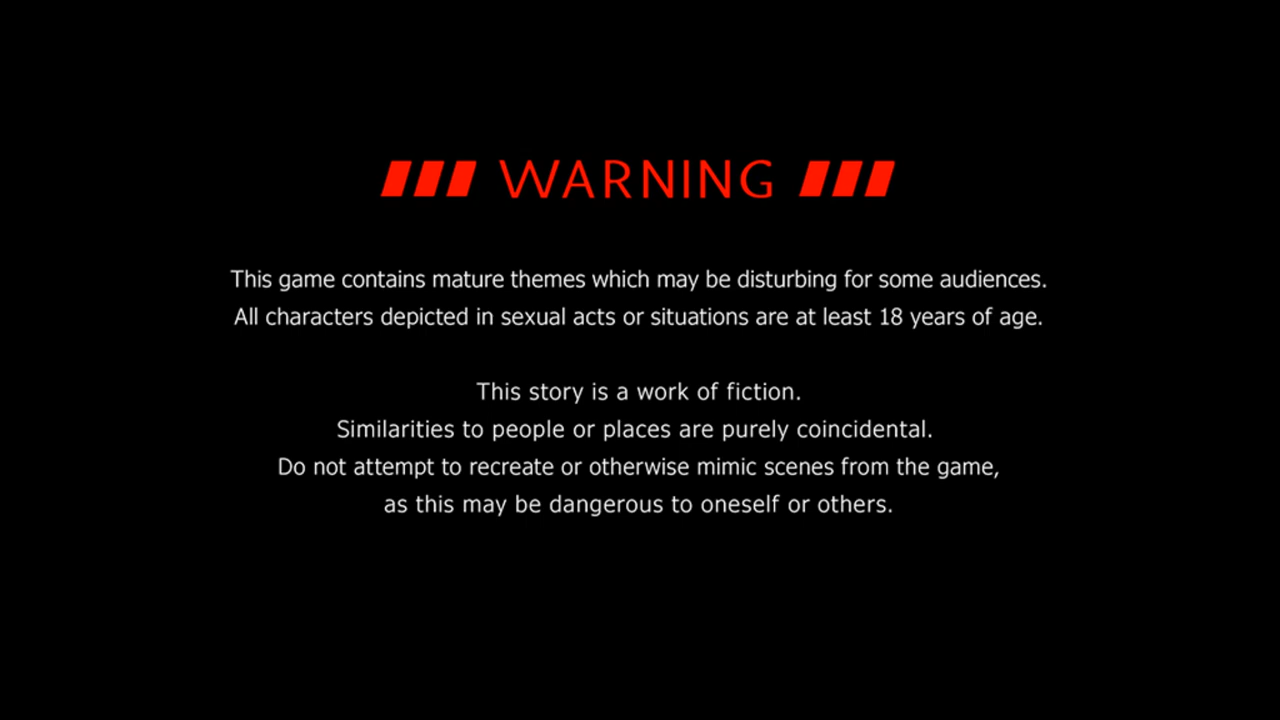 WARNING
This game contains mature themes which may be disturbing for some audiences.
All characters depicted in sexual acts or situations are at least 18 years of age.
This story is a work of fiction.
Similarities to people or places are purely coincidental.
Do not attempt to recreate or otherwise mimic scenes from the game,
as this may be dangerous to oneself or others.